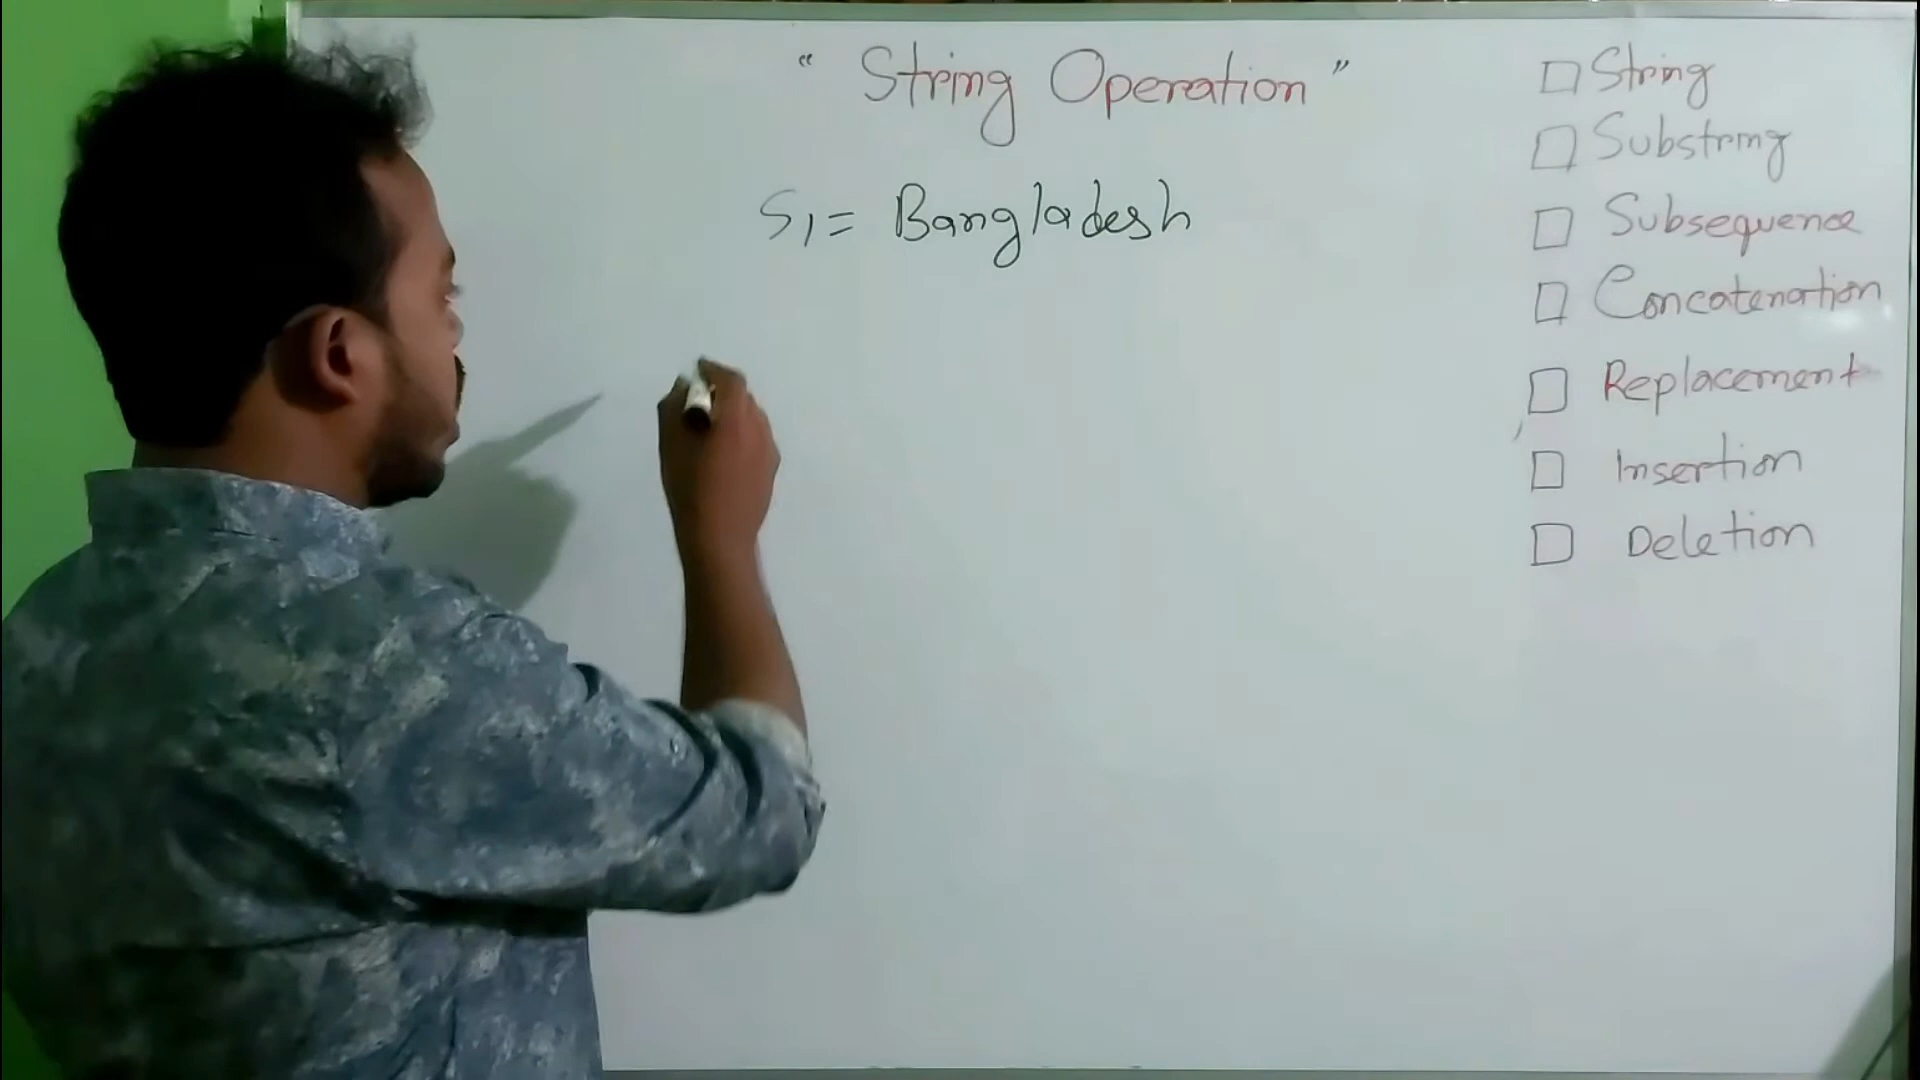 “ String Operation ”
S1 = Bangladesh
□ String
□ Substring
□ Subsequence
□ Concatenation
□ Replacement
□ Insertion
□ Deletion